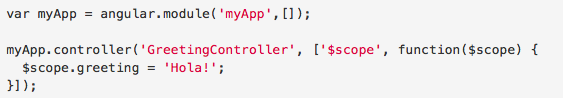 var myApp = angular.module('myApp',[]);
myApp.controller('GreetingController', ['$scope', function($scope) {
  $scope.greeting = 'Hola!';
}]);